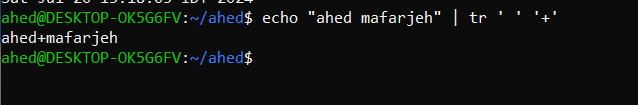 ahed@DESKTOP-OK5G6FV:~/ahed$ echo "ahed mafarjeh" | tr ' ' '+'
ahed+mafarjeh
ahed@DESKTOP-OK5G6FV:~/ahed$